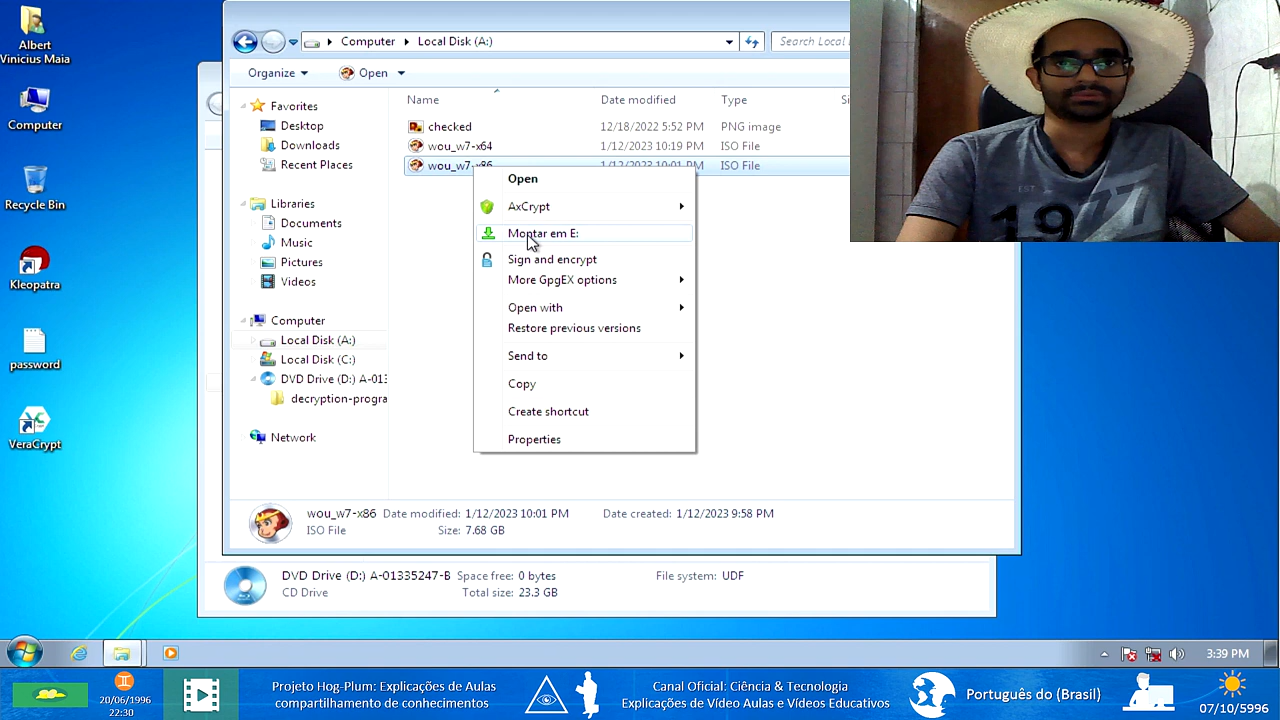 Albert
Vinicius Maia
Computer
Recycle Bin
Kleopatra
password
VeraCrypt
Computer
Local Disk (A:)
Search Local
Organize
Open
Favorites
Desktop
Downloads
Recent Places
Libraries
Documents
Music
Pictures
Videos
Computer
Local Disk (A:)
Local Disk (C:)
DVD Drive (D:) A-013
decryption-progra
Network
Name
Date modified
Type
Si
checked
12/18/2022 5:52 PM
PNG image
wou_w7-x64
1/12/2023 10:19 PM
ISO File
wou_w7-x86
1/12/2023 10:01 PM
ISO File
Open
AxCrypt
Montar em E:
Sign and encrypt
More GpgEX options
Open with
Restore previous versions
Send to
Copy
Create shortcut
Properties
wou_w7-x86 Date modified: 1/12/2023 10:01 PM Date created: 1/12/2023 9:58 PM
ISO File Size: 7.68 GB
DVD Drive (D:) A-01335247-B Space free: 0 bytes File system: UDF
CD Drive Total size: 23.3 GB
EST
1977
3:39 PM
20/06/1996
22:30
Projeto Hog-Plum: Explicações de Aulas
compartilhamento de conhecimentos
Canal Oficial: Ciência & Tecnologia
Explicações de Vídeo Aulas e Vídeos Educativos
Português do (Brasil)
07/10/5996